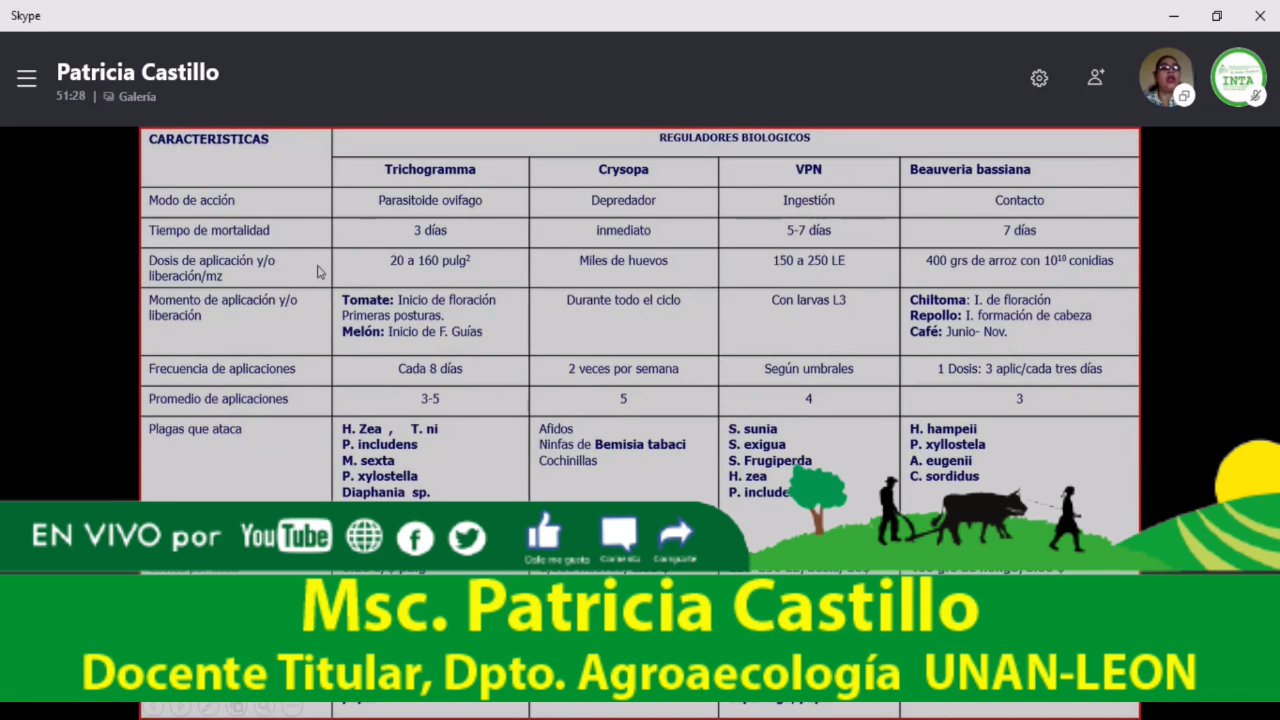 Skype
Patricia Castillo
51:28 | Galería
INTA
CARACTERISTICAS
REGULADORES BIOLOGICOS
Trichogramma
Crysopa
VPN
Beauveria bassiana
Modo de acción
Parasitoide ovifago
Depredador
Ingestión
Contacto
Tiempo de mortalidad
3 días
inmediato
5-7 días
7 días
Dosis de aplicación y/o
liberación/mz
20 a 160 pulg²
Miles de huevos
150 a 250 LE
400 grs de arroz con 10¹⁰ conidias
Momento de aplicación y/o
liberación
Tomate: Inicio de floración
Primeras posturas.
Melón: Inicio de F. Guías
Durante todo el ciclo
Con larvas L3
Chiltoma: I. de floración
Repollo: I. formación de cabeza
Café: Junio- Nov.
Frecuencia de aplicaciones
Cada 8 días
2 veces por semana
Según umbrales
1 Dosis: 3 aplic/cada tres días
Promedio de aplicaciones
3-5
5
4
3
Plagas que ataca
H. Zea , T. ni
P. includens
M. sexta
P. xylostella
Diaphania sp.
Afidos
Ninfas de Bemisia tabaci
Cochinillas
S. sunia
S. exigua
S. Frugiperda
H. zea
P. include
H. hampeii
P. xyllostela
A. eugenii
C. sordidus
EN VIVO por YouTube
Dale me gusta
Comenta
Comparte
Msc. Patricia Castillo
Docente Titular, Dpto. Agroaecología UNAN-LEON